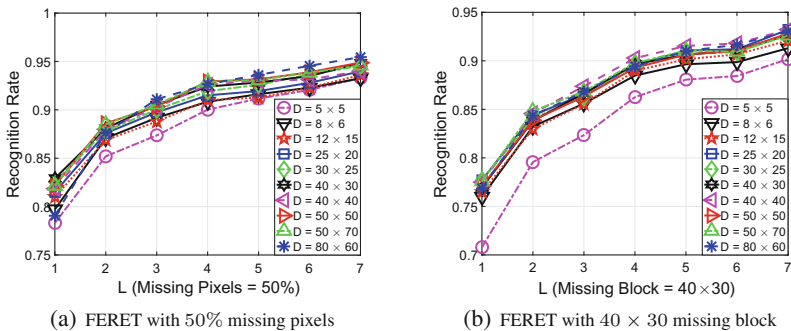 1
0.95
0.9
0.85
0.8
0.75
Recognition Rate
D = 5 × 5
D = 8 × 6
D = 12 × 15
D = 25 × 20
D = 30 × 25
D = 40 × 30
D = 40 × 40
D = 50 × 50
D = 50 × 70
D = 80 × 60
1 2 3 4 5 6 7
L (Missing Pixels = 50%)
(a) FERET with 50% missing pixels
0.95
0.9
0.85
0.8
0.75
0.7
Recognition Rate
D = 5 × 5
D = 8 × 6
D = 12 × 15
D = 25 × 20
D = 30 × 25
D = 40 × 30
D = 40 × 40
D = 50 × 50
D = 50 × 70
D = 80 × 60
1 2 3 4 5 6 7
L (Missing Block = 40×30)
(b) FERET with 40 × 30 missing block